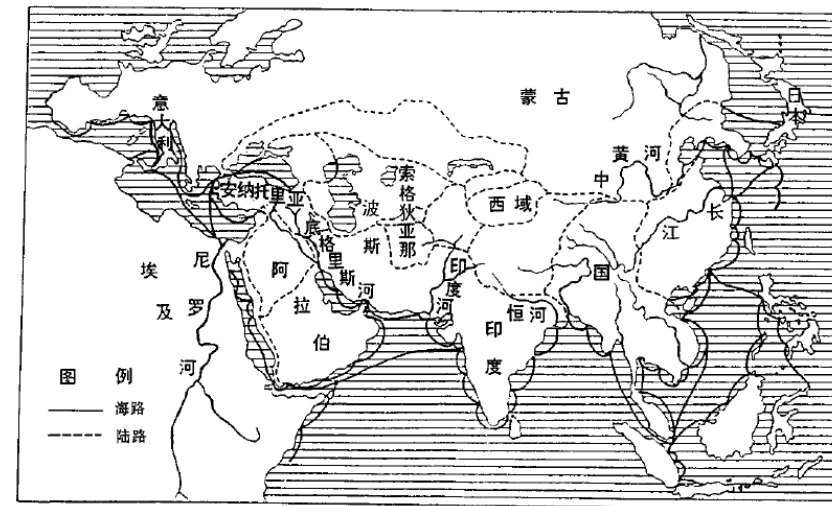 蒙古
日本
意大利
黄河
中国
安纳托里亚
索格狄亚那
波斯
西域
长江
底格里斯河
印度河
埃及
尼罗河
阿拉伯
恒河
印度
图例
海路
陆路